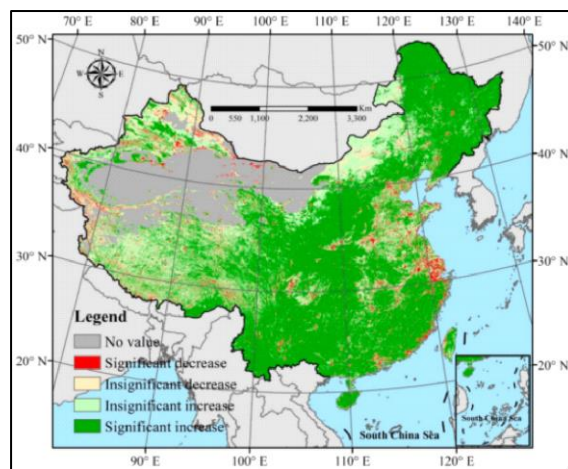 70° E 80° E 90° E 100° E 110° E 120° E 130° E 140° E
50° N 50° N
N
W E
S
Km
0 550 1,100 2,200 3,300
40° N 40° N
30° N 30° N
Legend
No value
Significant decrease
20° N Insignificant decrease 20° N
Insignificant increase
Significant increase
South China Sea
South China Sea
90° E 100° E 110° E 120° E